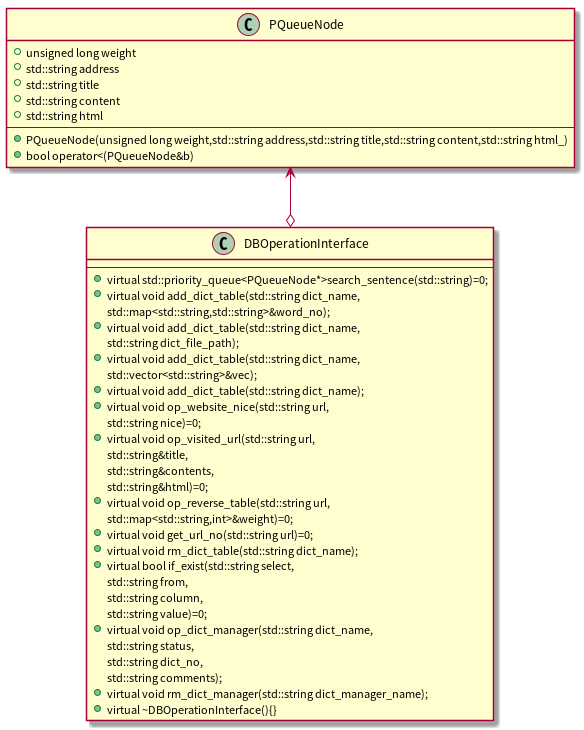 C PQueueNode
unsigned long weight
std::string address
std::string title
std::string content
std::string html
PQueueNode(unsigned long weight,std::string address,std::string title,std::string content,std::string html_)
bool operator<(PQueueNode&b)
C DBOperationInterface
virtual std::priority_queue<PQueueNode*>search_sentence(std::string)=0;
virtual void add_dict_table(std::string dict_name,
std::map<std::string,std::string>&word_no);
virtual void add_dict_table(std::string dict_name,
std::string dict_file_path);
virtual void add_dict_table(std::string dict_name,
std::vector<std::string>&vec);
virtual void add_dict_table(std::string dict_name);
virtual void op_website_nice(std::string url,
std::string nice)=0;
virtual void op_visited_url(std::string url,
std::string&title,
std::string&contents,
std::string&html)=0;
virtual void op_reverse_table(std::string url,
std::map<std::string,int>&weight)=0;
virtual void get_url_no(std::string url)=0;
virtual void rm_dict_table(std::string dict_name);
virtual bool if_exist(std::string select,
std::string from,
std::string column,
std::string value)=0;
virtual void op_dict_manager(std::string dict_name,
std::string status,
std::string dict_no,
std::string comments);
virtual void rm_dict_manager(std::string dict_manager_name);
virtual ~DBOperationInterface(){}